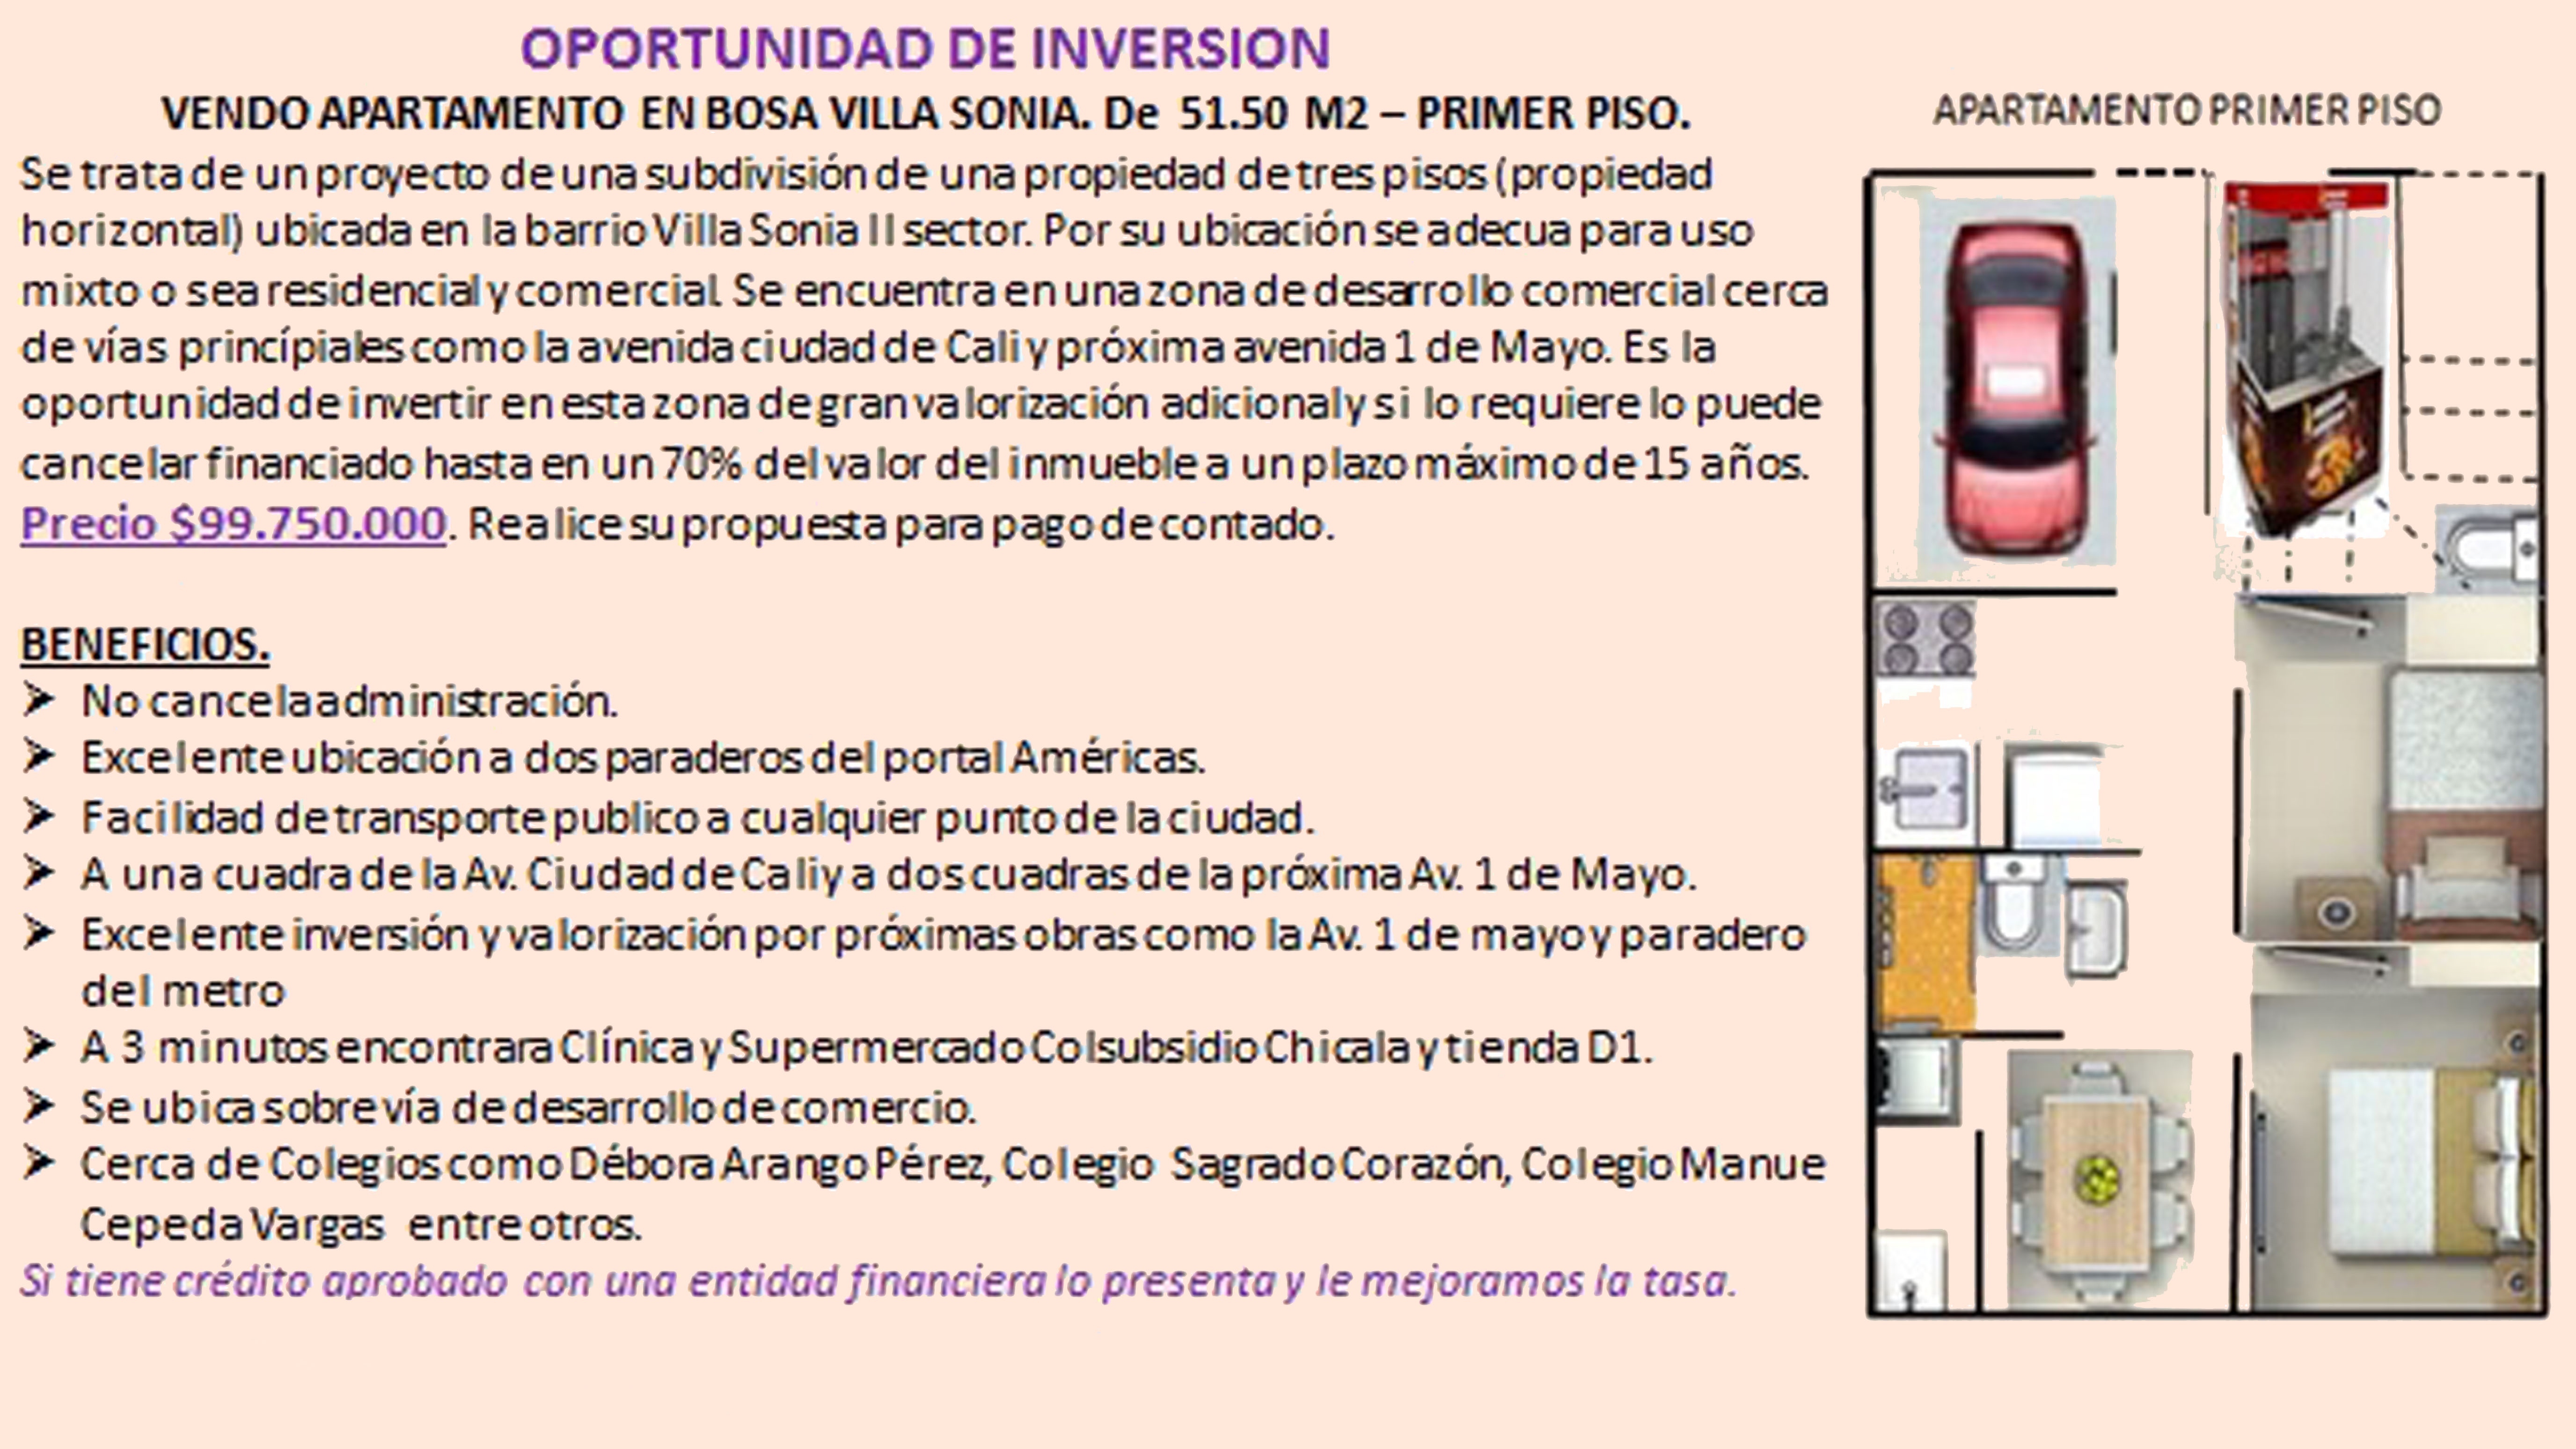 OPORTUNIDAD DE INVERSION
VENDO APARTAMENTO EN BOSA VILLA SONIA. De 51.50 M2 – PRIMER PISO.
APARTAMENTO PRIMER PISO
Se trata de un proyecto de una subdivisión de una propiedad de tres pisos (propiedad
horizontal) ubicada en la barrio Villa Sonia II sector. Por su ubicación se adecua para uso
mixto o sea residencial y comercial. Se encuentra en una zona de desarrollo comercial cerca
de vías princípiales como la avenida ciudad de Cali y próxima avenida 1 de Mayo. Es la
oportunidad de invertir en esta zona de gran valorización adicional y si lo requiere lo puede
cancelar financiado hasta en un 70% del valor del inmueble a un plazo máximo de 15 años.
Precio $99.750.000. Realice su propuesta para pago de contado.
BENEFICIOS.
➢ No cancela administración.
➢ Excelente ubicación a dos paraderos del portal Américas.
➢ Facilidad de transporte publico a cualquier punto de la ciudad.
➢ A una cuadra de la Av. Ciudad de Cali y a dos cuadras de la próxima Av. 1 de Mayo.
➢ Excelente inversión y valorización por próximas obras como la Av. 1 de mayo y paradero
del metro
➢ A 3 minutos encontrara Clínica y Supermercado Colsubsidio Chicala y tienda D1.
➢ Se ubica sobre vía de desarrollo de comercio.
➢ Cerca de Colegios como Débora Arango Pérez, Colegio Sagrado Corazón, Colegio Manue
Cepeda Vargas entre otros.
Si tiene crédito aprobado con una entidad financiera lo presenta y le mejoramos la tasa.